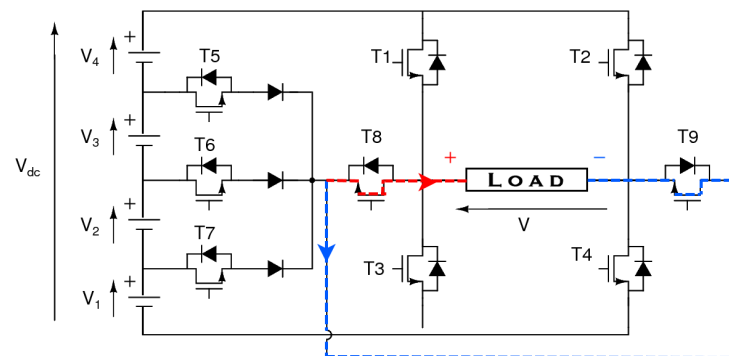 T1
T2
+
V4
T5
+
V3
T6
T8
+
−
T9
Vdc
LOAD
+
V2
T7
V
+
V1
T3
T4